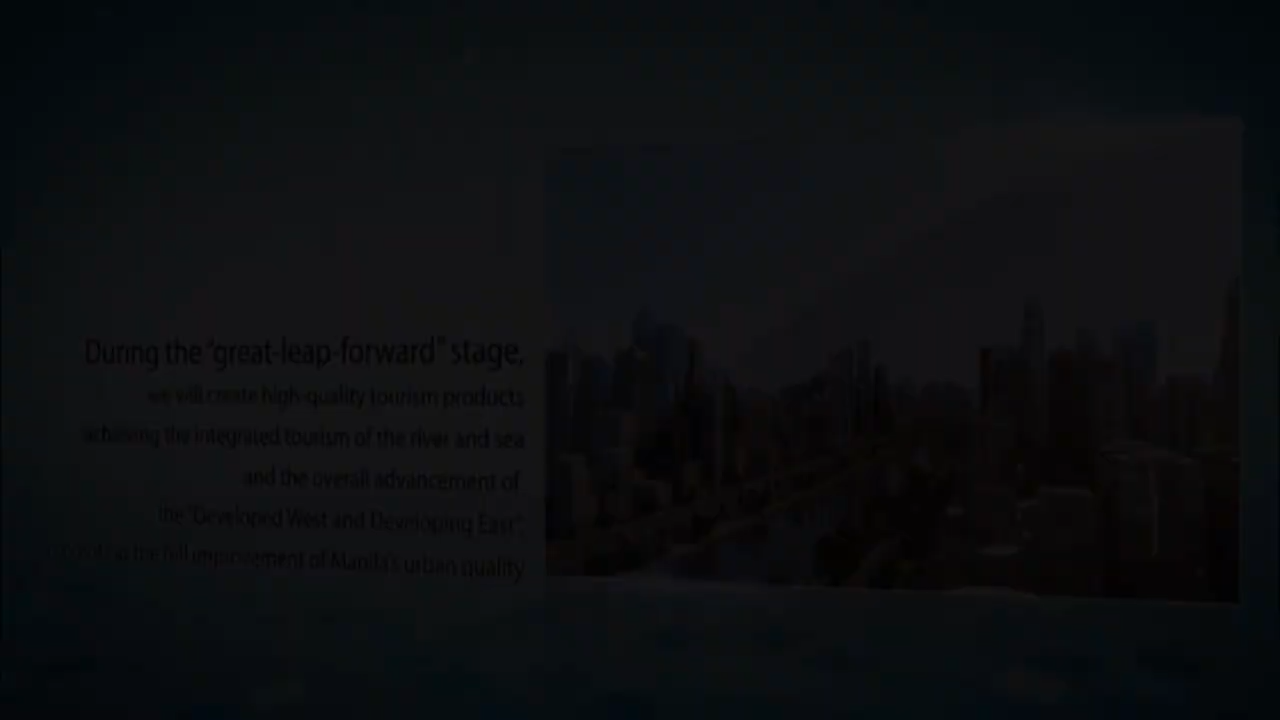 During the "great-leap-forward" stage,
we will create high-quality tourism products
achieving the integrated tourism of the river and sea
and the overall advancement of
the "Developed West and Developing East",
the full improvement of Manila's urban quality